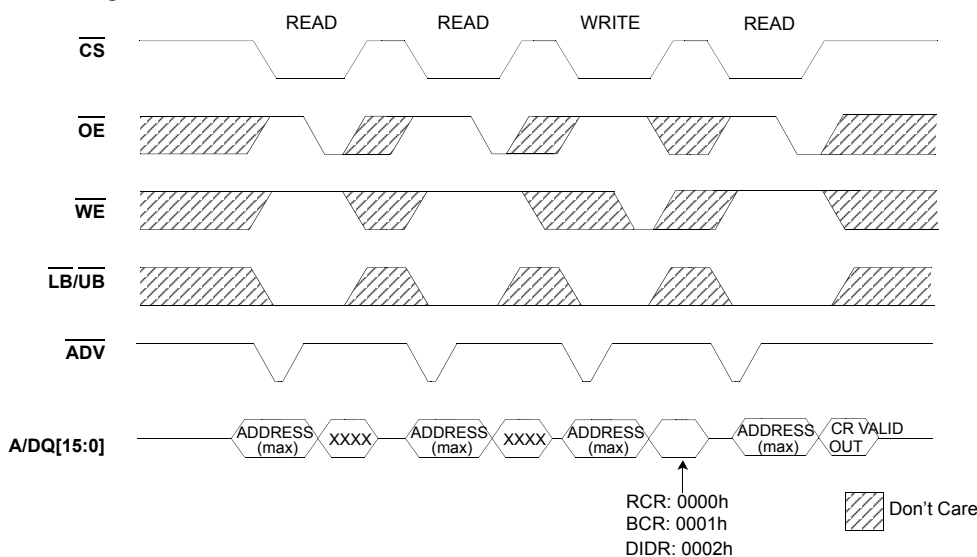 READ READ WRITE READ
CS
OE
WE
LB/UB
ADV
A/DQ[15:0]
ADDRESS (max) XXXX ADDRESS (max) XXXX ADDRESS (max) ADDRESS (max) CR VALID OUT
RCR: 0000h
BCR: 0001h
DIDR: 0002h
Don't Care